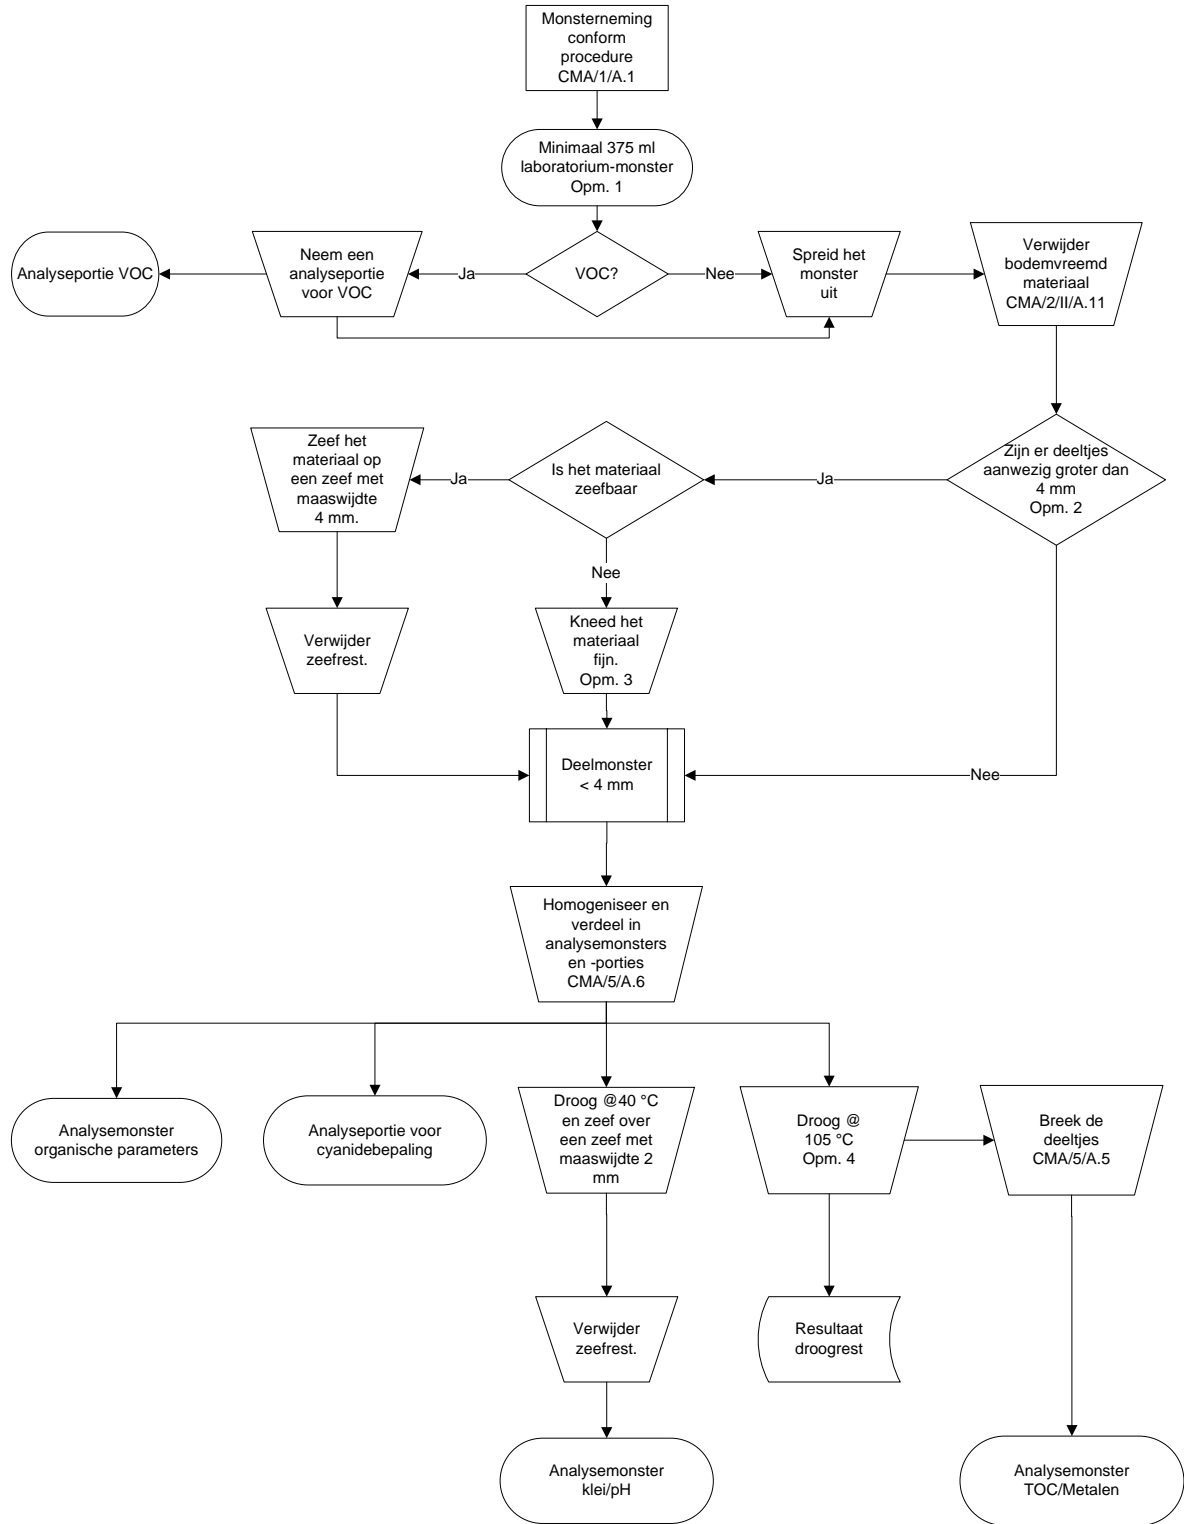 Monsterneming
conform
procedure
CMA/1/A.1
Minimaal 375 ml
laboratorium-monster
Opm. 1
Analyseportie VOC
Neem een
analyseportie
voor VOC
Ja
VOC?
Nee
Spreid het
monster
uit
Verwijder
bodemvreemd
materiaal
CMA/2/II/A.11
Zeef het
materiaal op
een zeef met
maaswijdte
4 mm.
Ja
Is het materiaal
zeefbaar
Ja
Zijn er deeltjes
aanwezig groter dan
4 mm
Opm. 2
Nee
Verwijder
zeefrest.
Kneed het
materiaal
fijn.
Opm. 3
Deelmonster
< 4 mm
Nee
Homogeniseer en
verdeel in
analysemonsters
en -porties
CMA/5/A.6
Analysemonster
organische parameters
Analyseportie voor
cyanidebepaling
Droog @40 °C
en zeef over
een zeef met
maaswijdte 2
mm
Droog @
105 °C
Opm. 4
Breek de
deeltjes
CMA/5/A.5
Verwijder
zeefrest.
Resultaat
droogrest
Analysemonster
klei/pH
Analysemonster
TOC/Metalen